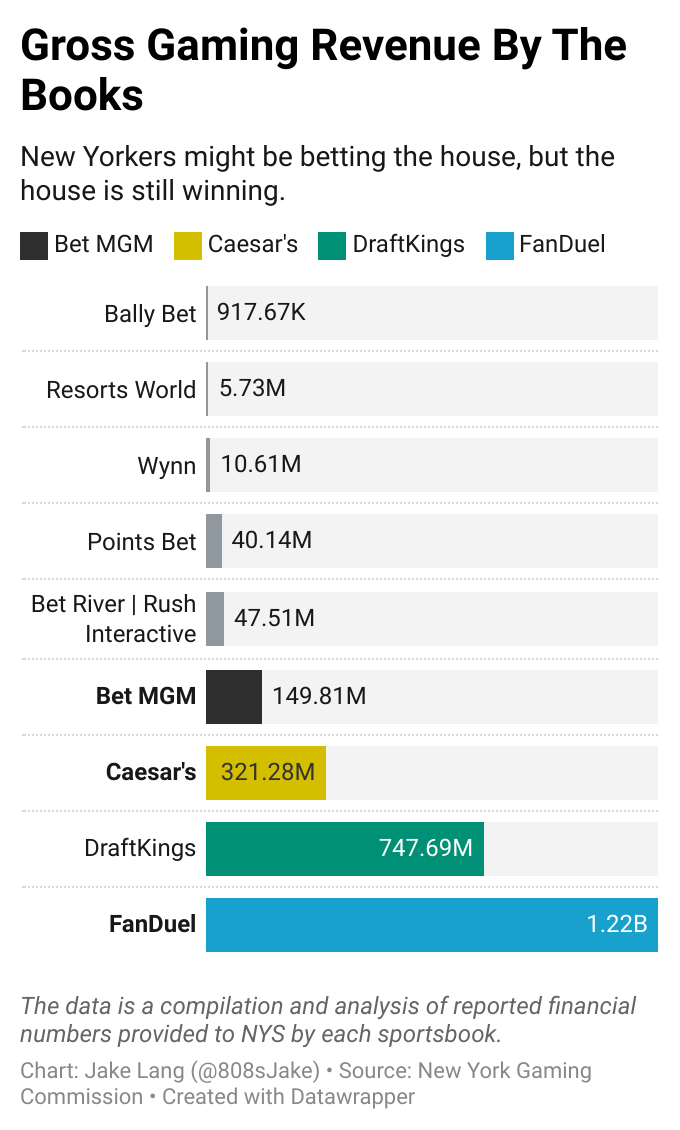 Gross Gaming Revenue By The
Books
New Yorkers might be betting the house, but the
house is still winning.
Bet MGM Caesar's DraftKings FanDuel
Bally Bet 917.67K
Resorts World 5.73M
Wynn 10.61M
Points Bet 40.14M
Bet River | Rush
Interactive 47.51M
Bet MGM 149.81M
Caesar's 321.28M
DraftKings 747.69M
FanDuel 1.22B
The data is a compilation and analysis of reported financial
numbers provided to NYS by each sportsbook.
Chart: Jake Lang (@808sJake) • Source: New York Gaming
Commission • Created with Datawrapper